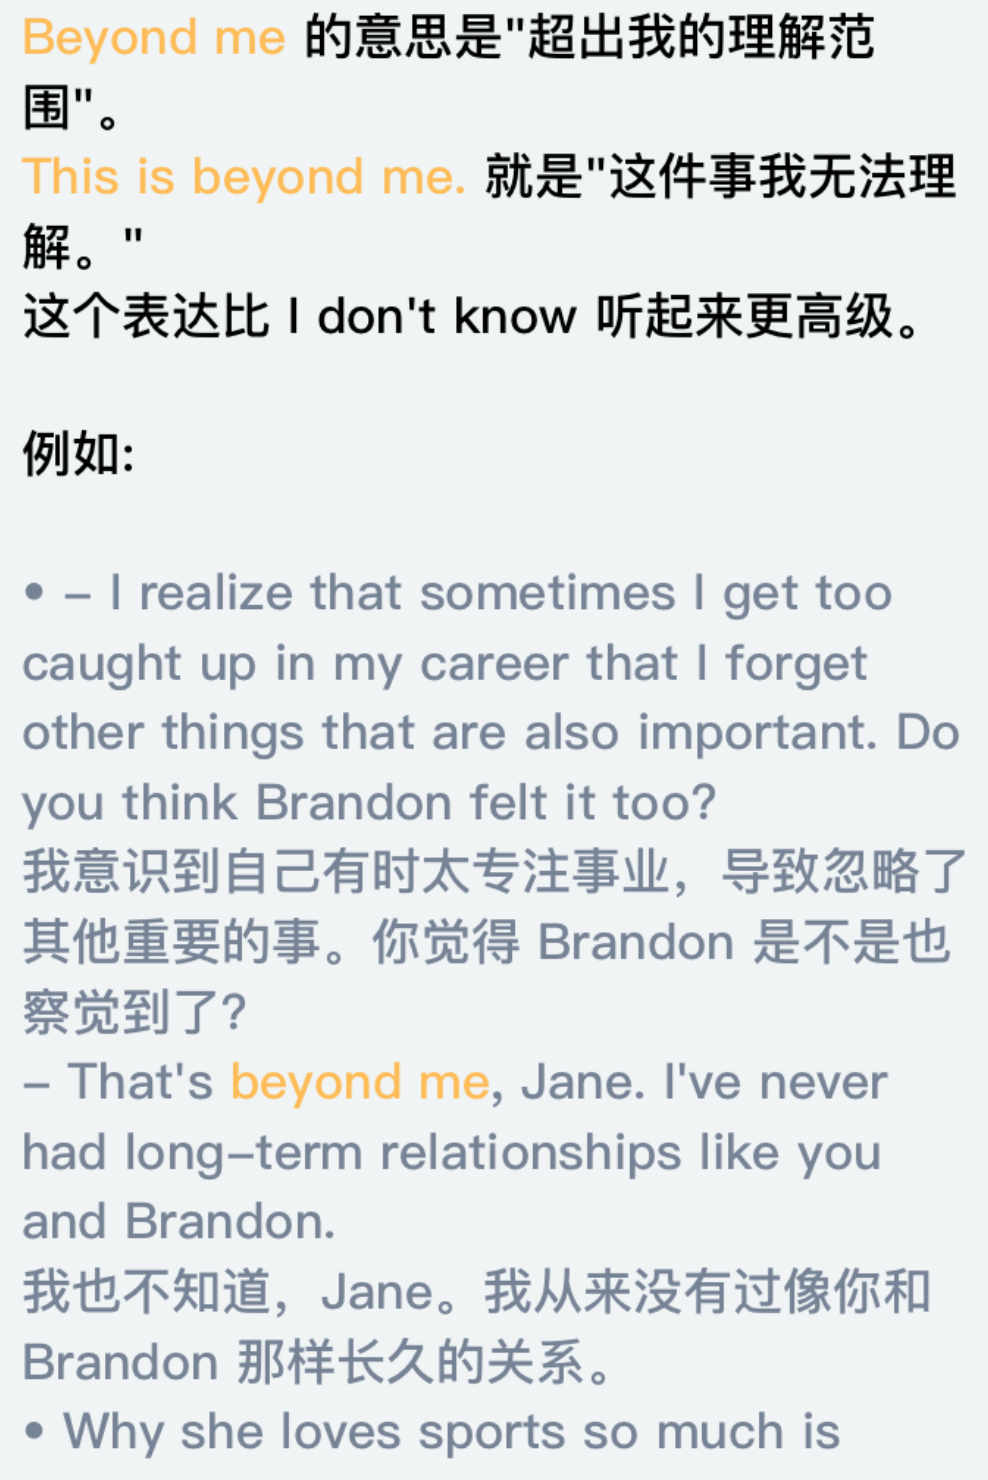 Beyond me 的意思是"超出我的理解范
围"。
This is beyond me. 就是"这件事我无法理
解。"
这个表达比 I don't know 听起来更高级。
例如:
• – I realize that sometimes I get too
caught up in my career that I forget
other things that are also important. Do
you think Brandon felt it too?
我意识到自己有时太专注事业，导致忽略了
其他重要的事。你觉得 Brandon 是不是也
察觉到了?
– That's beyond me, Jane. I've never
had long–term relationships like you
and Brandon.
我也不知道，Jane。我从来没有过像你和
Brandon 那样长久的关系。
• Why she loves sports so much is